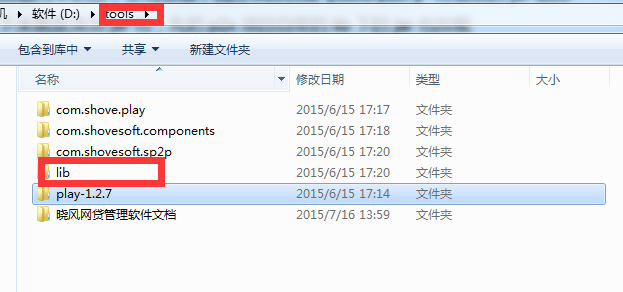 机 ▸ 软件 (D:) ▸ tools ▸
包含到库中 共享 新建文件夹
名称 修改日期 类型 大小
com.shove.play 2015/6/15 17:17 文件夹
com.shovesoft.components 2015/6/15 17:18 文件夹
com.shovesoft.sp2p 2015/6/15 17:20 文件夹
lib 2015/6/15 17:20 文件夹
play-1.2.7 2015/6/15 17:14 文件夹
晓风网贷管理软件文档 2015/7/16 13:59 文件夹